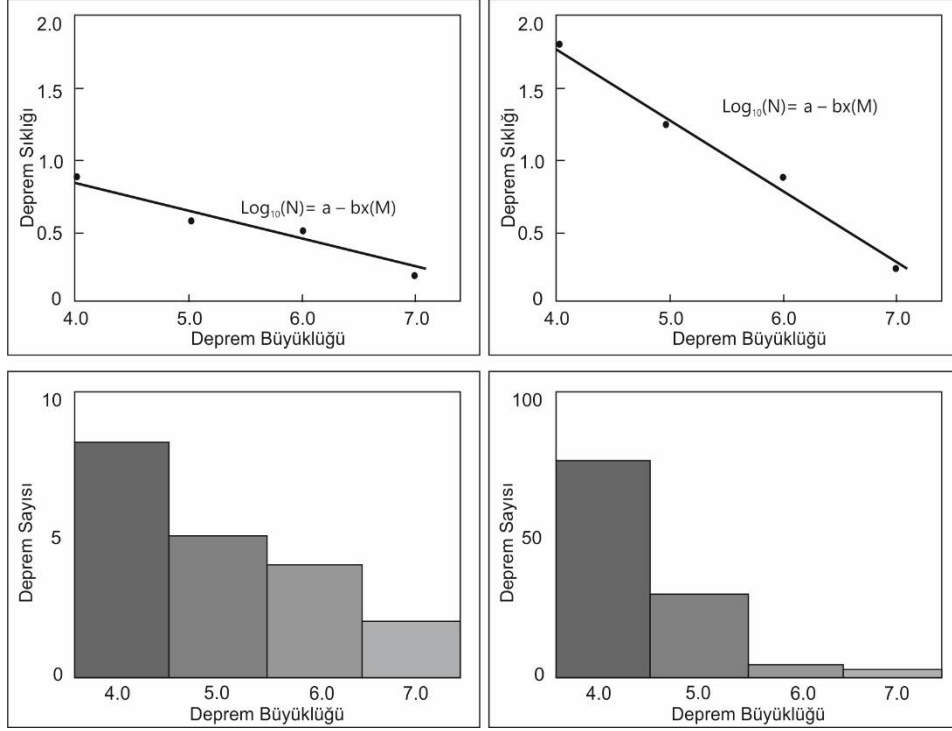 2.0
1.5
1.0
0.5
0
Deprem Sıklığı
Log₁₀(N)= a – bx(M)
4.0 5.0 6.0 7.0
Deprem Büyüklüğü
2.0
1.5
1.0
0.5
0
Deprem Sıklığı
Log₁₀(N)= a – bx(M)
4.0 5.0 6.0 7.0
Deprem Büyüklüğü
10
5
0
Deprem Sayısı
4.0 5.0 6.0 7.0
Deprem Büyüklüğü
100
50
0
Deprem Sayısı
4.0 5.0 6.0 7.0
Deprem Büyüklüğü